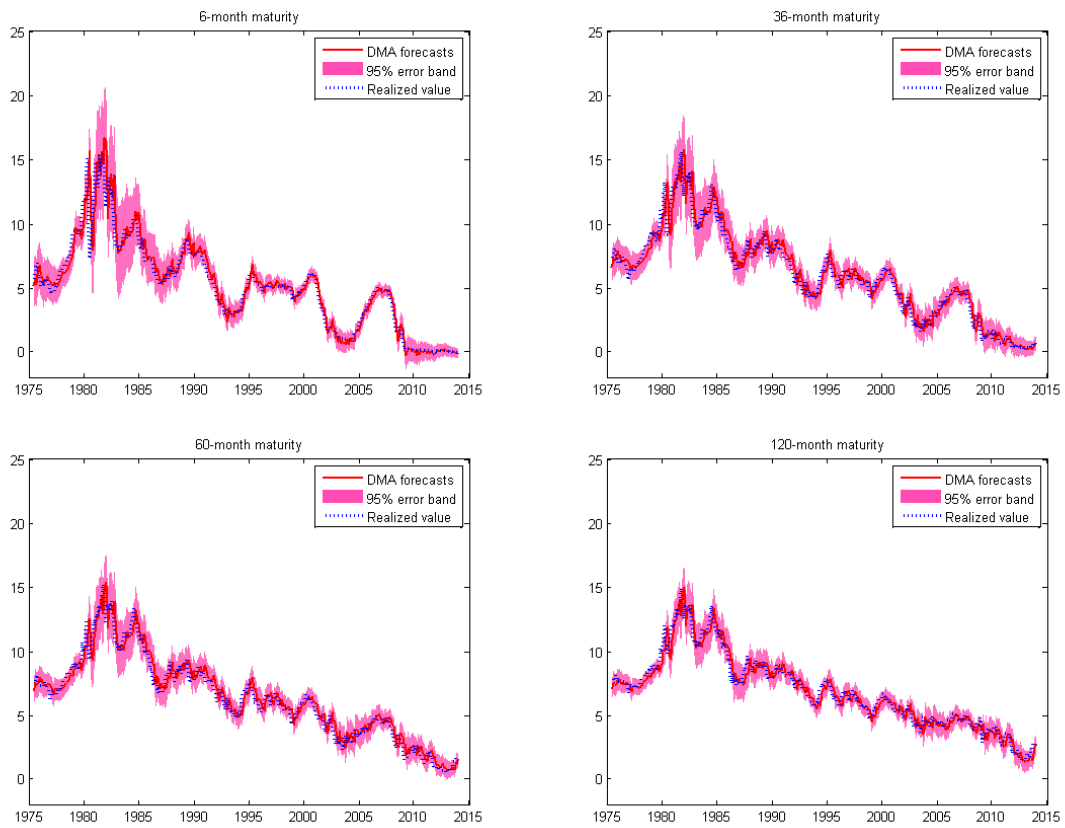 6-month maturity
25
20
15
10
5
0
1975 1980 1985 1990 1995 2000 2005 2010 2015
DMA forecasts
95% error band
Realized value
36-month maturity
25
20
15
10
5
0
1975 1980 1985 1990 1995 2000 2005 2010 2015
DMA forecasts
95% error band
Realized value
60-month maturity
25
20
15
10
5
0
1975 1980 1985 1990 1995 2000 2005 2010 2015
DMA forecasts
95% error band
Realized value
120-month maturity
25
20
15
10
5
0
1975 1980 1985 1990 1995 2000 2005 2010 2015
DMA forecasts
95% error band
Realized value